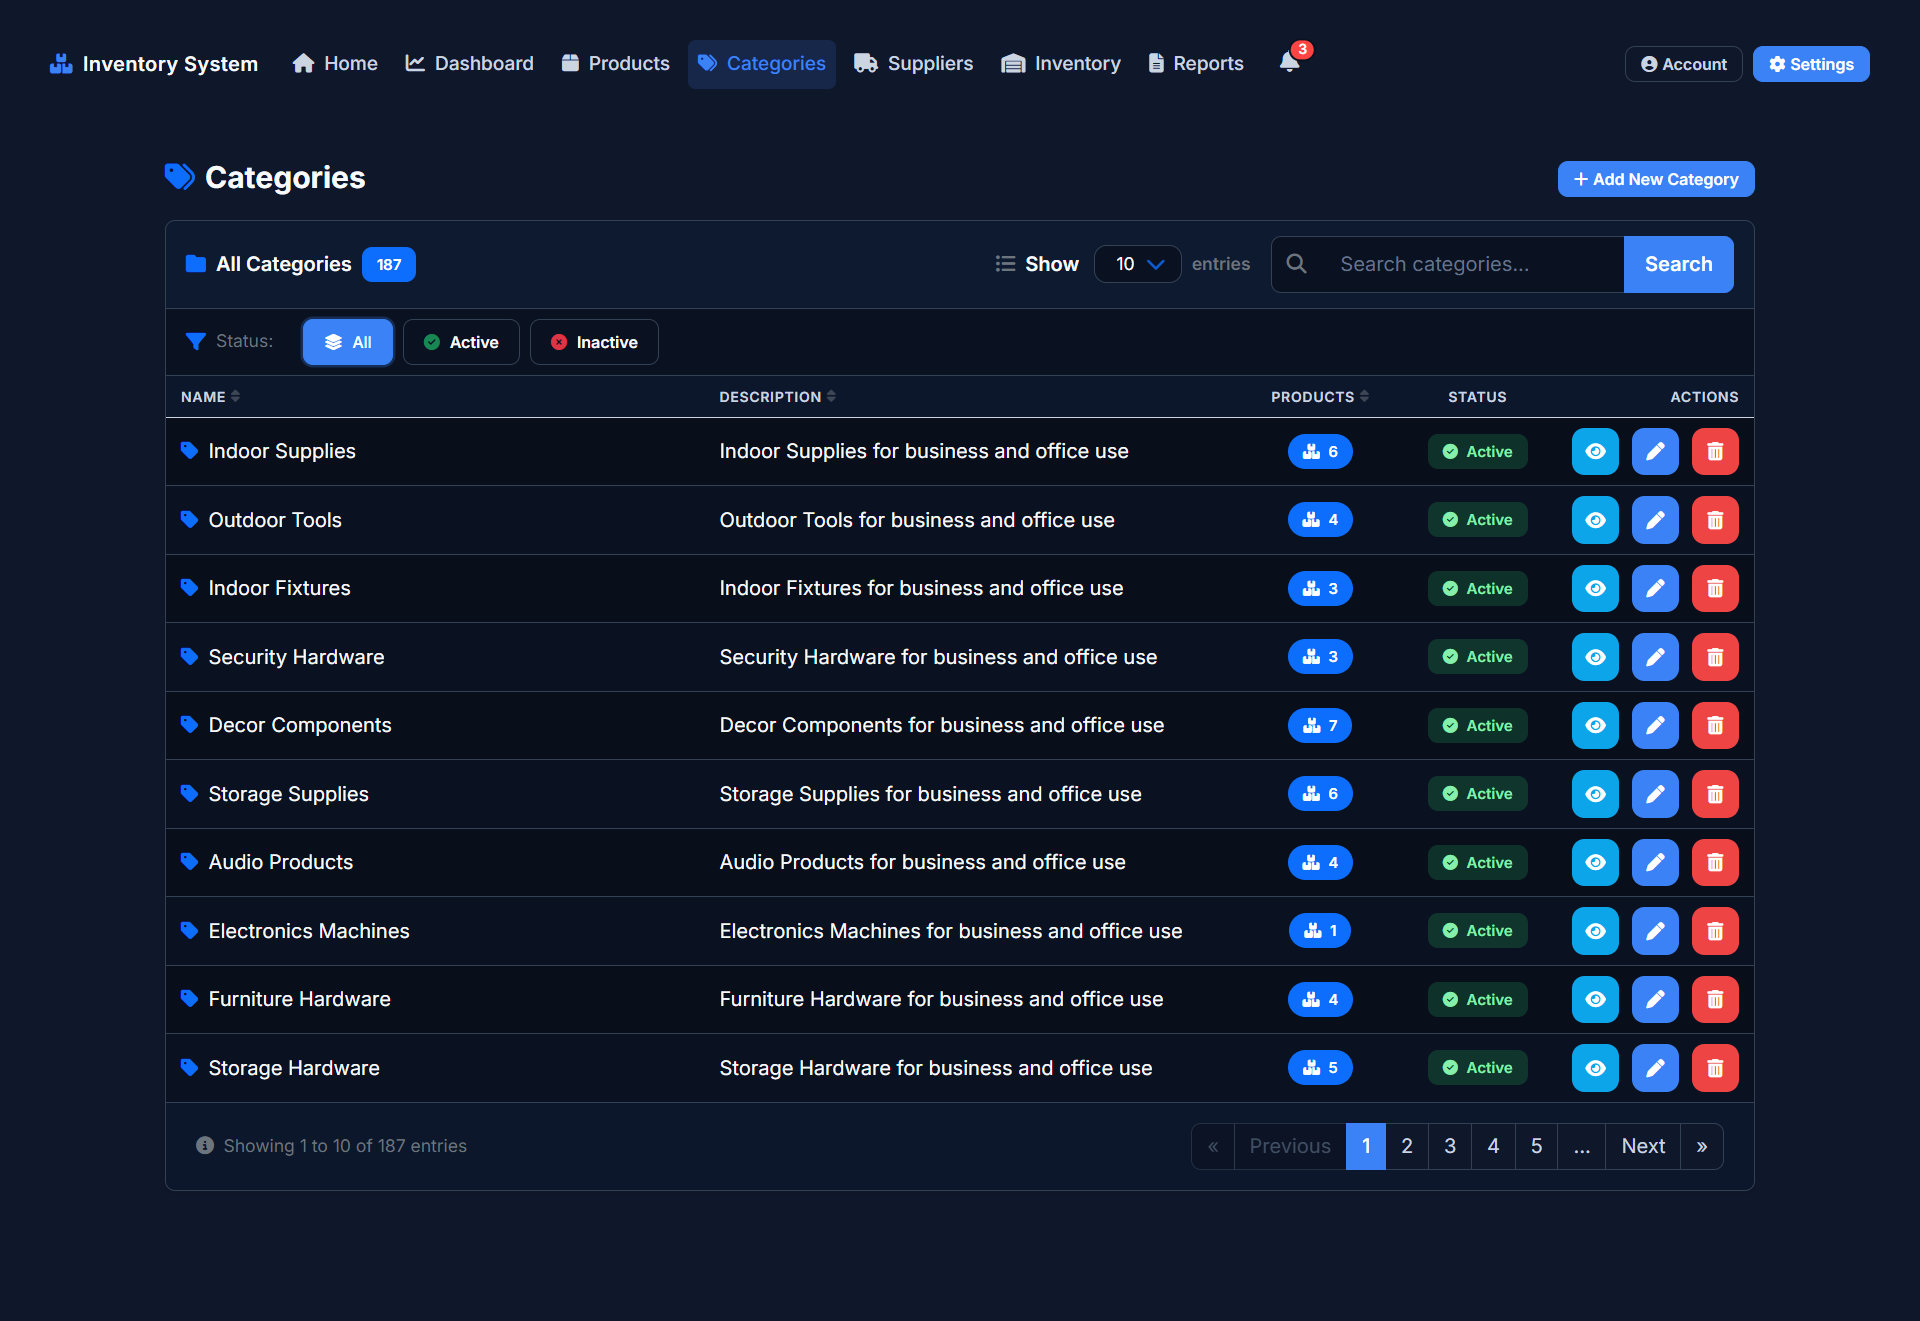 Inventory System Home Dashboard Products Categories Suppliers Inventory Reports 3 Account Settings
Categories + Add New Category
All Categories 187 Show 10 entries Search categories... Search
Status: All Active Inactive
NAME DESCRIPTION PRODUCTS STATUS ACTIONS
Indoor Supplies Indoor Supplies for business and office use 6 Active
Outdoor Tools Outdoor Tools for business and office use 4 Active
Indoor Fixtures Indoor Fixtures for business and office use 3 Active
Security Hardware Security Hardware for business and office use 3 Active
Decor Components Decor Components for business and office use 7 Active
Storage Supplies Storage Supplies for business and office use 6 Active
Audio Products Audio Products for business and office use 4 Active
Electronics Machines Electronics Machines for business and office use 1 Active
Furniture Hardware Furniture Hardware for business and office use 4 Active
Storage Hardware Storage Hardware for business and office use 5 Active
Showing 1 to 10 of 187 entries « Previous 1 2 3 4 5 ... Next »